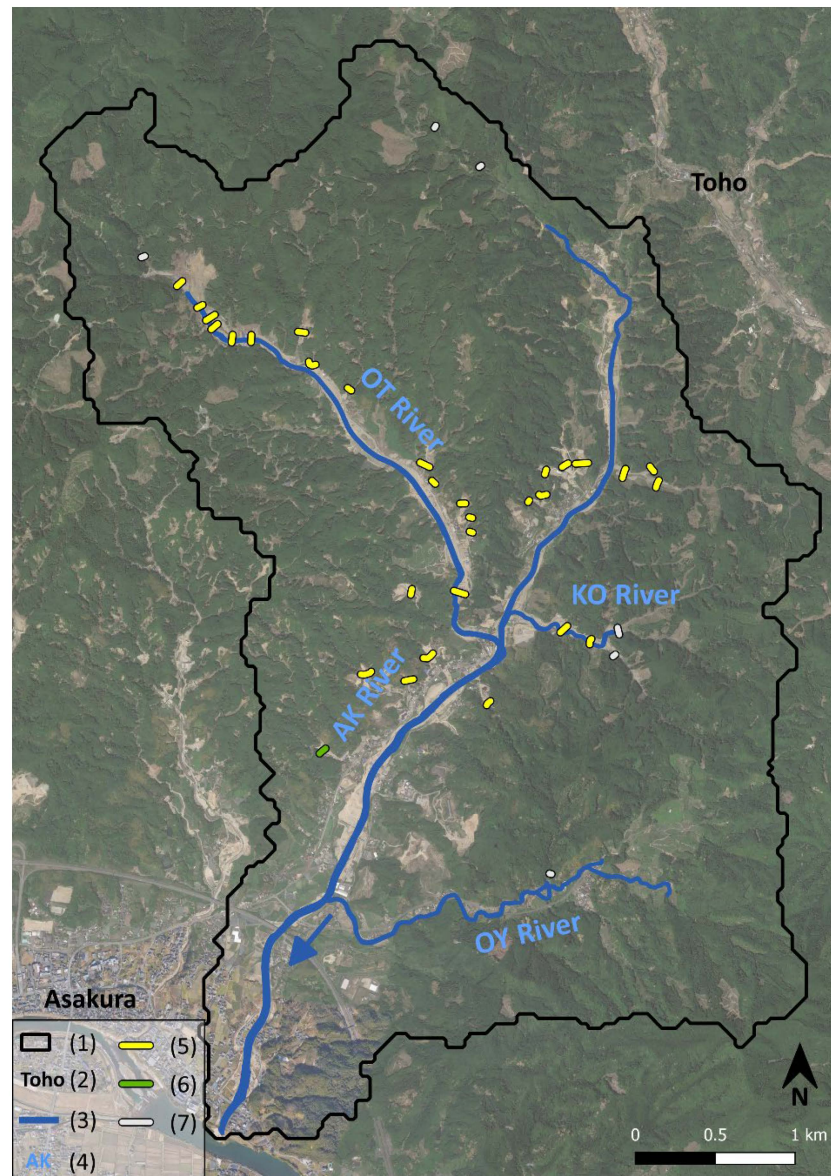 Toho
OT River
KO River
AK River
OY River
Asakura
(1)
(5)
Toho (2)
(6)
(3)
(7)
AK (4)
N
0 0.5 1 km